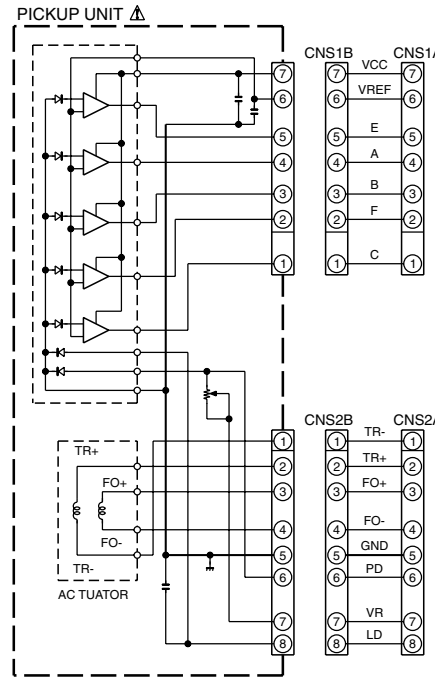 PICKUP UNIT ⚠
CNS1B CNS1A
7 7 VCC 7
6 6 VREF 6
5 5 E 5
4 4 A 4
3 3 B 3
2 2 F 2
1 1 C 1
CNS2B CNS2A
1 1 TR- 1
2 2 TR+ 2
3 3 FO+ 3
4 4 FO- 4
5 5 GND 5
6 6 PD 6
7 7 VR 7
8 8 LD 8
TR+
FO+
FO-
TR-
AC TUATOR